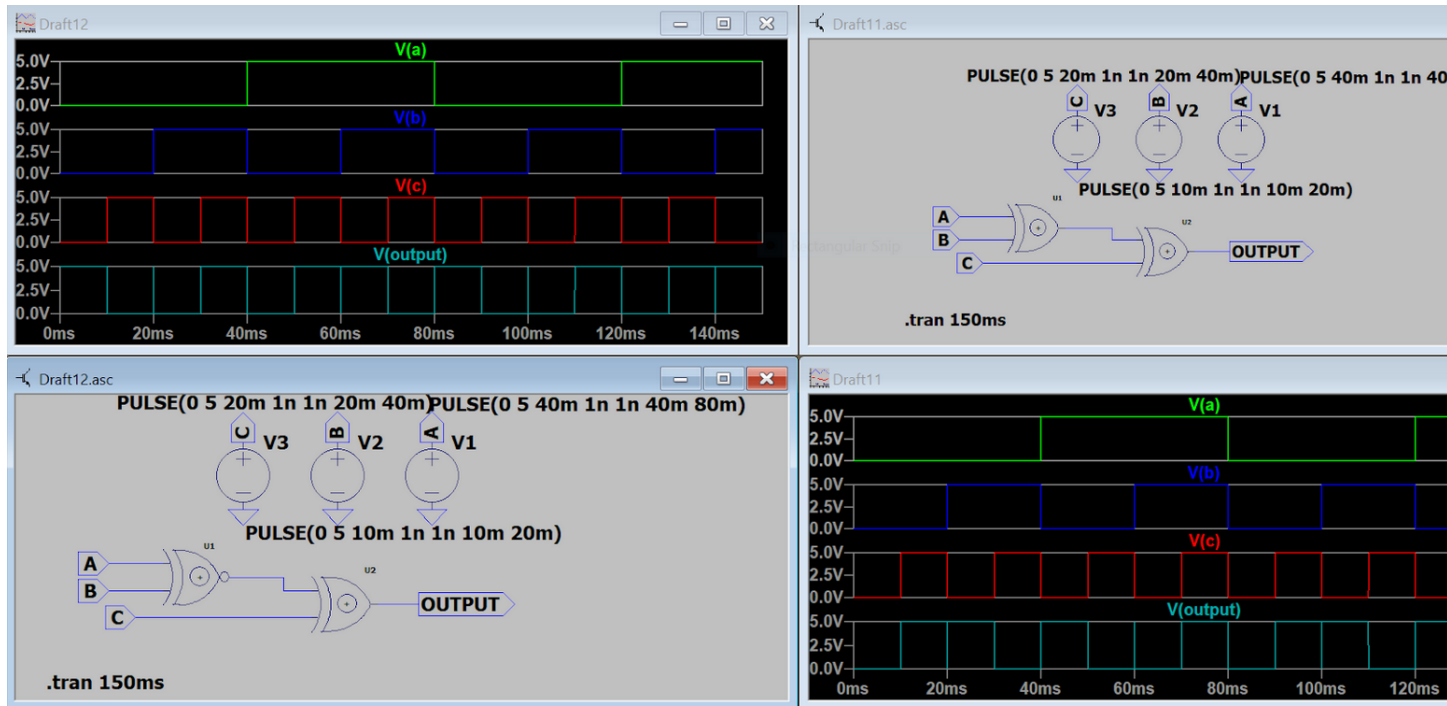 Draft12
V(a)
5.0V
2.5V
0.0V
V(b)
5.0V
2.5V
0.0V
V(c)
5.0V
2.5V
0.0V
V(output)
5.0V
2.5V
0.0V
0ms 20ms 40ms 60ms 80ms 100ms 120ms 140ms
Draft11.asc
PULSE(0 5 20m 1n 1n 20m 40m) PULSE(0 5 40m 1n 1n 40
C V3 B V2 A V1
PULSE(0 5 10m 1n 1n 10m 20m)
U1
A
U2
B
Rectangular Snip
OUTPUT
C
.tran 150ms
Draft12.asc
PULSE(0 5 20m 1n 1n 20m 40m) PULSE(0 5 40m 1n 1n 40m 80m)
C V3 B V2 A V1
PULSE(0 5 10m 1n 1n 10m 20m)
U1
A
U2
B
OUTPUT
C
.tran 150ms
Draft11
V(a)
5.0V
2.5V
0.0V
V(b)
5.0V
2.5V
0.0V
V(c)
5.0V
2.5V
0.0V
V(output)
5.0V
2.5V
0.0V
0ms 20ms 40ms 60ms 80ms 100ms 120ms